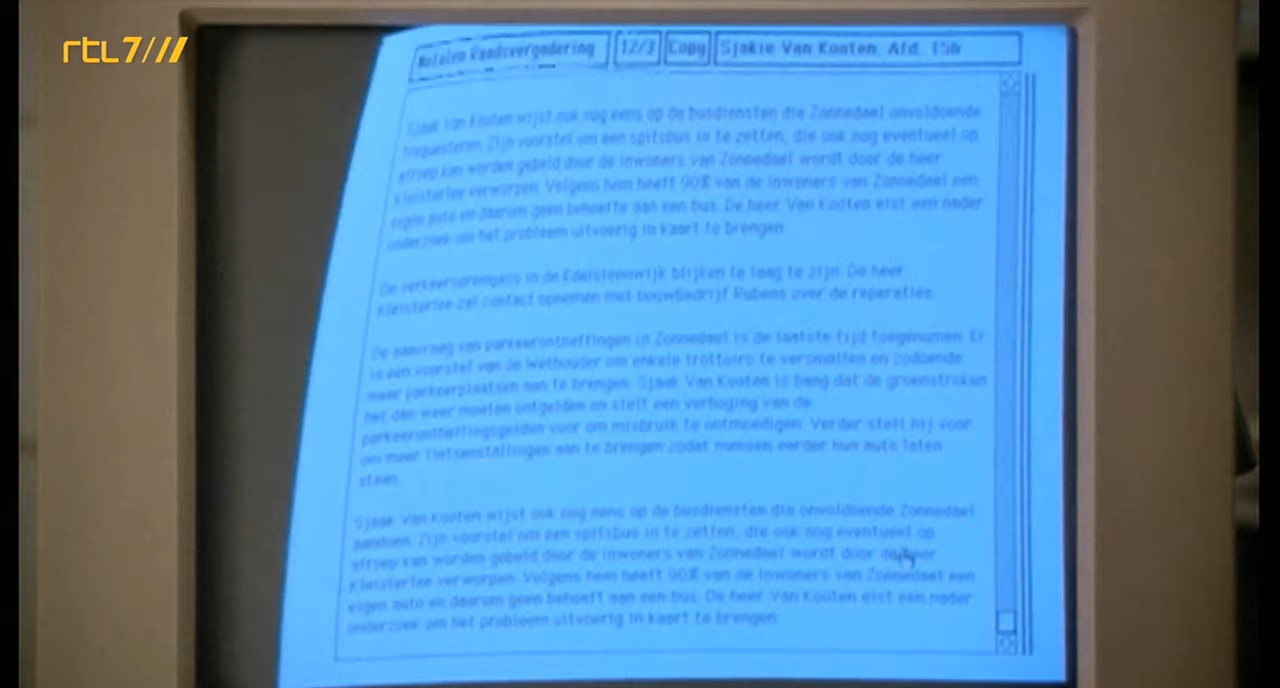 rtl 7
Notulen Raadsvergadering 12/3 Copy Sjakie Van Kooten. Afd. 15b
Sjaak Van Kooten wijst ook nog eens op de busdiensten die Zonnedael onvoldoende
frequenteren. Zijn voorstel om een spitsbus in te zetten, die ook nog eventueel op
afroep kan worden gebeld door de inwoners van Zonnedael wordt door de heer
Kleisterlee verworpen. Volgens hem heeft 90% van de inwoners van Zonnedael een
eigen auto en daarom geen behoefte aan een bus. De heer Van Kooten eist een nader
onderzoek om het probleem uitvoerig in kaart te brengen.
De verkeersdrempels in de Edelsteenwijk blijken te laag te zijn. De heer
Kleisterlee zal contact opnemen met bouwbedrijf Rubens over de reparaties.
De aanvraag van parkeerontheffingen in Zonnedael is de laatste tijd toegenomen. Er
is een voorstel van de Wethouder om enkele trottoirs te versmallen en zodoende
meer parkeerplaatsen aan te brengen. Sjaak Van Kooten is bang dat de groenstroken
het dan weer moeten ontgelden en stelt een verhoging van de
parkeerontheffingsgelden voor om misbruik te ontmoedigen. Verder stelt hij voor
om meer fietsenstallingen aan te brengen zodat mensen eerder hun auto laten
staan.
Sjaak Van Kooten wijst ook nog eens op de busdiensten die onvoldoende Zonnedael
aandoen. Zijn voorstel om een spitsbus in te zetten, die ook nog eventueel op
afroep kan worden gebeld door de inwoners van Zonnedael wordt door de heer
Kleisterlee verworpen. Volgens hem heeft 90% van de inwoners van Zonnedael een
eigen auto en daarom geen behoeft aan een bus. De heer Van Kooten eist een nader
onderzoek om het probleem uitvoerig in kaart te brengen.